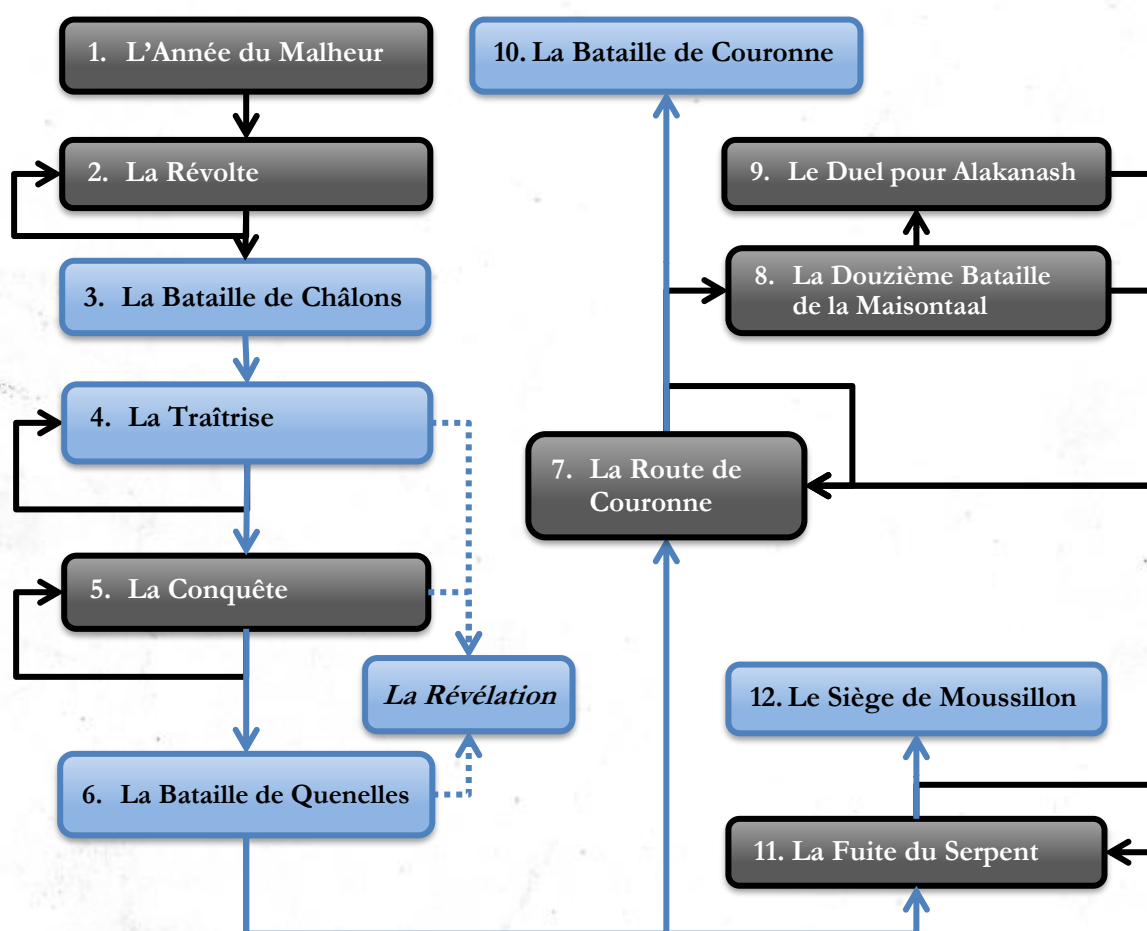 1. L’Année du Malheur
2. La Révolte
3. La Bataille de Châlons
4. La Traîtrise
5. La Conquête
La Révélation
6. La Bataille de Quenelles
10. La Bataille de Couronne
9. Le Duel pour Alakanash
8. La Douzième Bataille
de la Maisontaal
7. La Route de
Couronne
12. Le Siège de Moussillon
11. La Fuite du Serpent